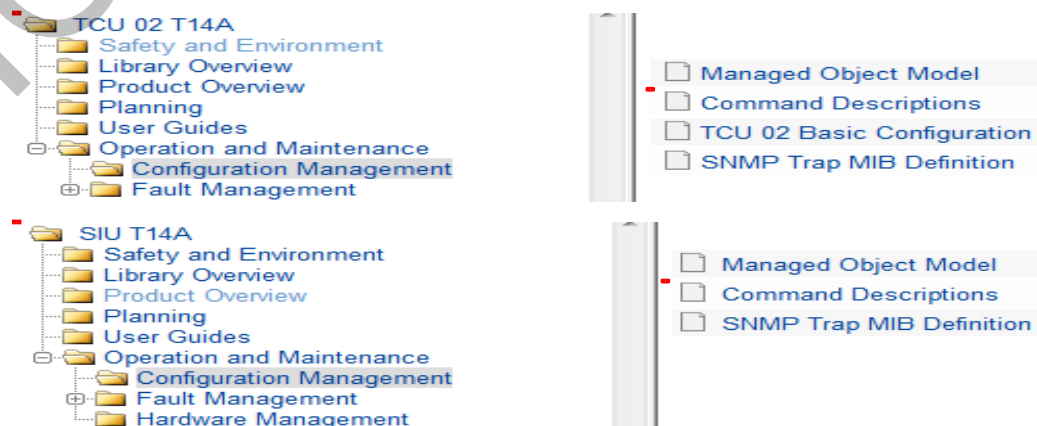 TCU 02 T14A
Safety and Environment
Library Overview
Product Overview
Planning
User Guides
Operation and Maintenance
Configuration Management
Fault Management
Managed Object Model
Command Descriptions
TCU 02 Basic Configuration
SNMP Trap MIB Definition
SIU T14A
Safety and Environment
Library Overview
Product Overview
Planning
User Guides
Operation and Maintenance
Configuration Management
Fault Management
Hardware Management
Managed Object Model
Command Descriptions
SNMP Trap MIB Definition